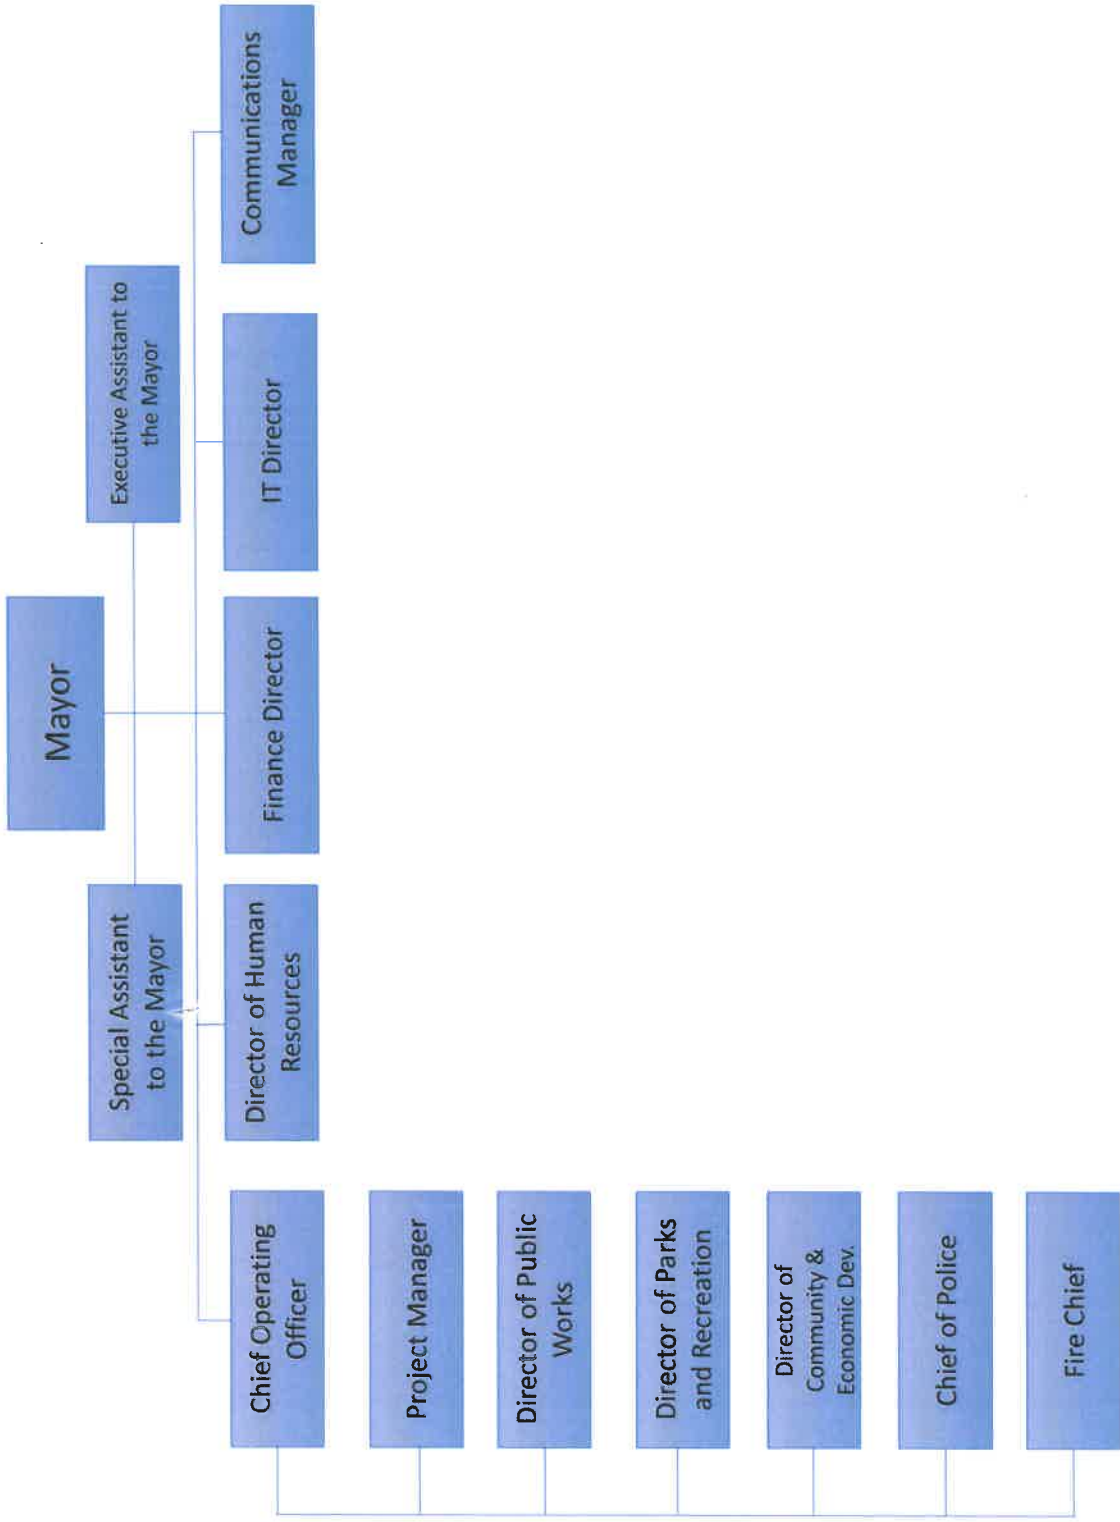 Mayor
Special Assistant
to the Mayor
Executive Assistant to
the Mayor
Chief Operating
Officer
Director of Human
Resources
Finance Director
IT Director
Communications
Manager
Project Manager
Director of Public
Works
Director of Parks
and Recreation
Director of
Community &
Economic Dev.
Chief of Police
Fire Chief